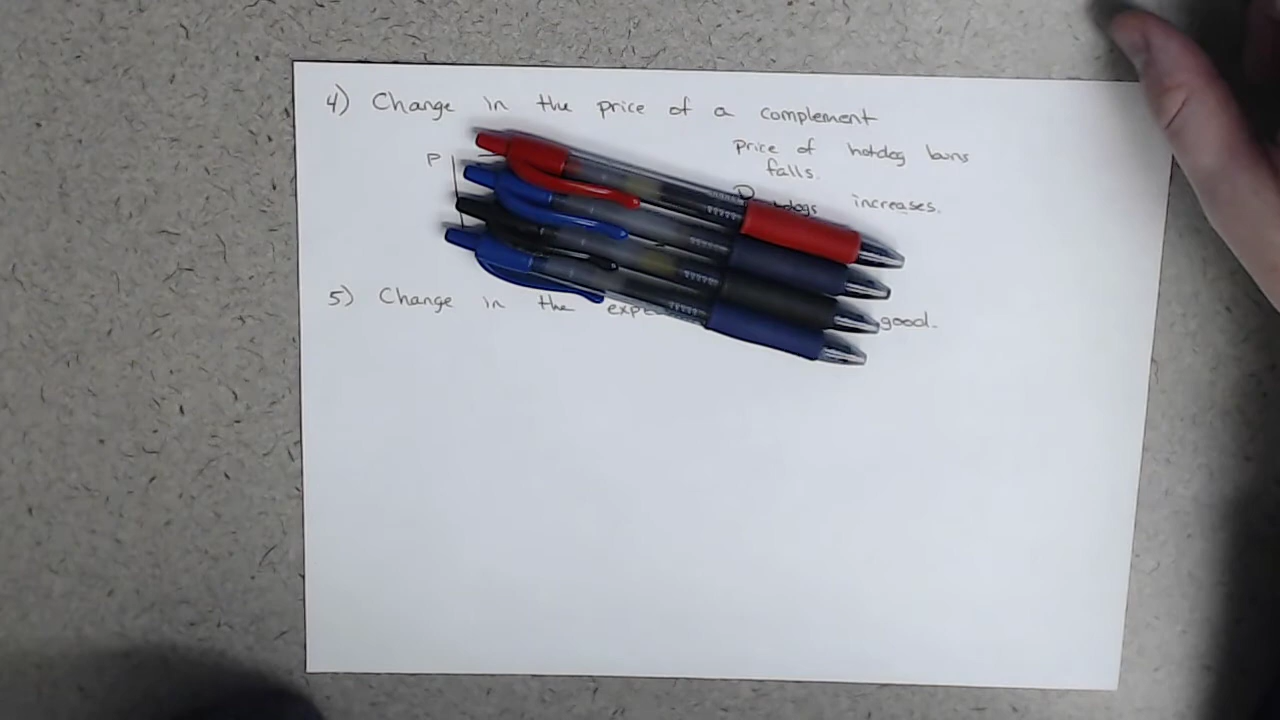 4) Change in the price of a complement
P
price of hotdog buns
falls.
D increases.
5) Change in the good.